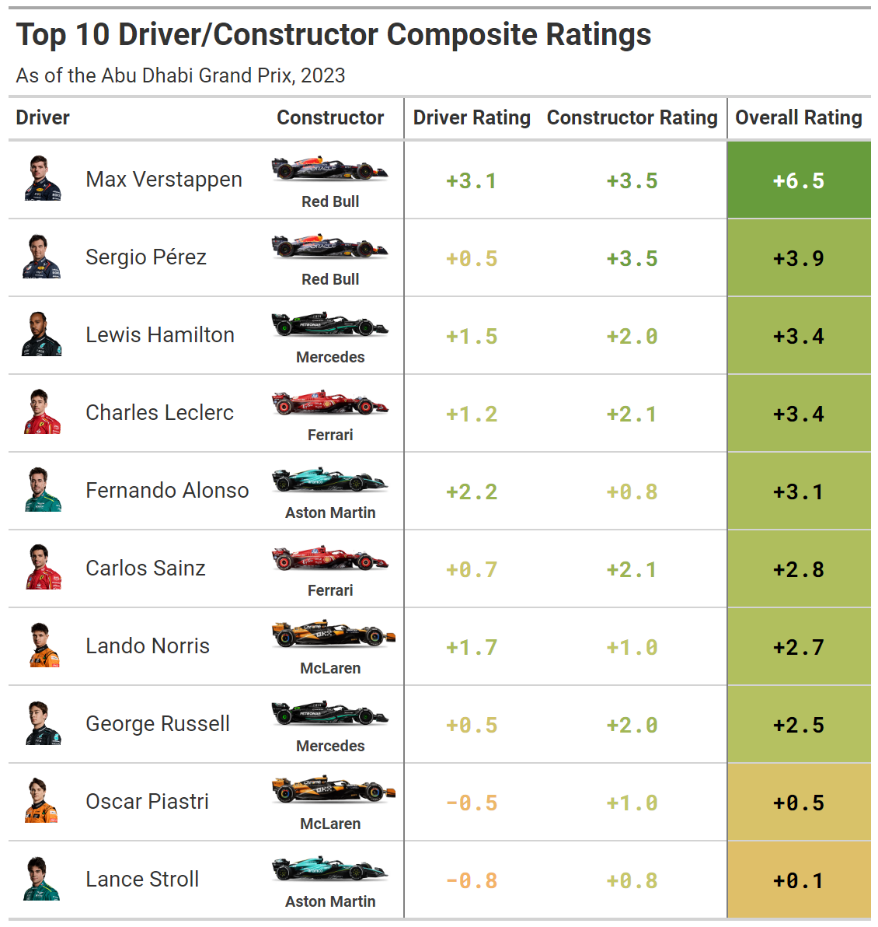 Top 10 Driver/Constructor Composite Ratings
As of the Abu Dhabi Grand Prix, 2023
Driver Constructor Driver Rating Constructor Rating Overall Rating
Max Verstappen Red Bull +3.1 +3.5 +6.5
Sergio Pérez Red Bull +0.5 +3.5 +3.9
Lewis Hamilton Mercedes +1.5 +2.0 +3.4
Charles Leclerc Ferrari +1.2 +2.1 +3.4
Fernando Alonso Aston Martin +2.2 +0.8 +3.1
Carlos Sainz Ferrari +0.7 +2.1 +2.8
Lando Norris McLaren +1.7 +1.0 +2.7
George Russell Mercedes +0.5 +2.0 +2.5
Oscar Piastri McLaren −0.5 +1.0 +0.5
Lance Stroll Aston Martin −0.8 +0.8 +0.1